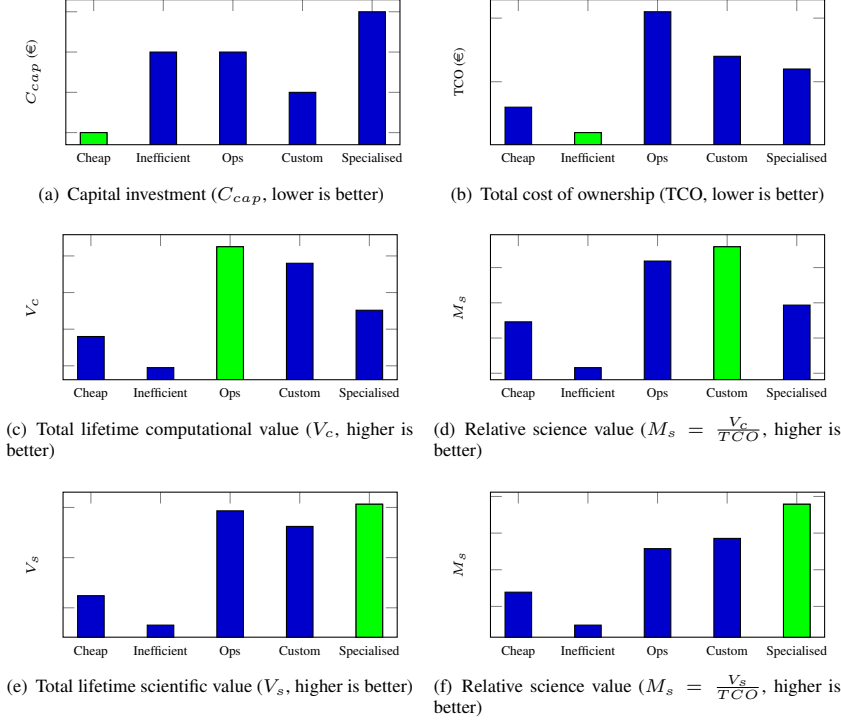 C_cap (€)
Cheap Inefficient Ops Custom Specialised
(a) Capital investment (C_cap, lower is better)
TCO (€)
Cheap Inefficient Ops Custom Specialised
(b) Total cost of ownership (TCO, lower is better)
V_c
Cheap Inefficient Ops Custom Specialised
(c) Total lifetime computational value (V_c, higher is
better)
M_s
Cheap Inefficient Ops Custom Specialised
(d) Relative science value (M_s = V_c/TCO, higher is
better)
V_s
Cheap Inefficient Ops Custom Specialised
(e) Total lifetime scientific value (V_s, higher is better)
M_s
Cheap Inefficient Ops Custom Specialised
(f) Relative science value (M_s = V_s/TCO, higher is
better)